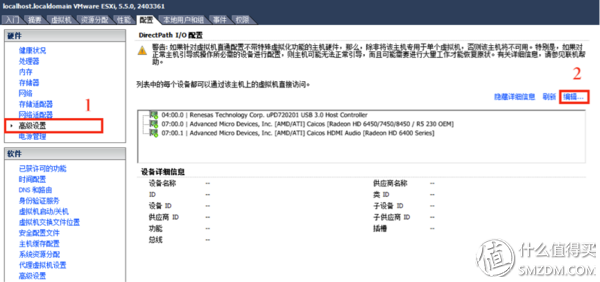 localhost.localdomain VMware ESXi, 5.5.0, 2403361
入门 摘要 虚拟机 资源分配 性能 配置 本地用户和组 事件 权限
硬件
健康状况
处理器
内存
存储器
网络
存储适配器
网络适配器
高级设置
电源管理
1
软件
已获许可的功能
时间配置
DNS 和路由
身份验证服务
虚拟机启动/关机
虚拟机交换文件位置
安全配置文件
主机缓存配置
系统资源分配
代理虚拟机设置
高级设置
DirectPath I/O 配置
警告: 如果针对虚拟机直通配置不带特殊虚拟化功能的主机硬件，那么，除非将该主机专用于单个虚拟机，否则该主机将不可用。特别是，如果对
正常主机引导或操作所必需的设备进行配置，则主机可能无法正常引导，而且可能需要进行大量工作才能恢复原状。有关详细信息，请参见联机帮
助。
2
列表中的每个设备都可以通过该主机上的虚拟机直接访问。
隐藏详细信息 刷新 编辑...
04:00.0 | Renesas Technology Corp. uPD720201 USB 3.0 Host Controller
07:00.0 | Advanced Micro Devices, Inc. [AMD/ATI] Caicos [Radeon HD 6450/7450/8450 / R5 230 OEM]
07:00.1 | Advanced Micro Devices, Inc. [AMD/ATI] Caicos HDMI Audio [Radeon HD 6400 Series]
设备详细信息
设备名称 -- 供应商名称 --
ID -- 类 ID --
设备 ID -- 子设备 ID --
供应商 ID -- 子供应商 ID --
功能 -- 插槽 --
总线 --
值 什么值得买
SMZDM.COM